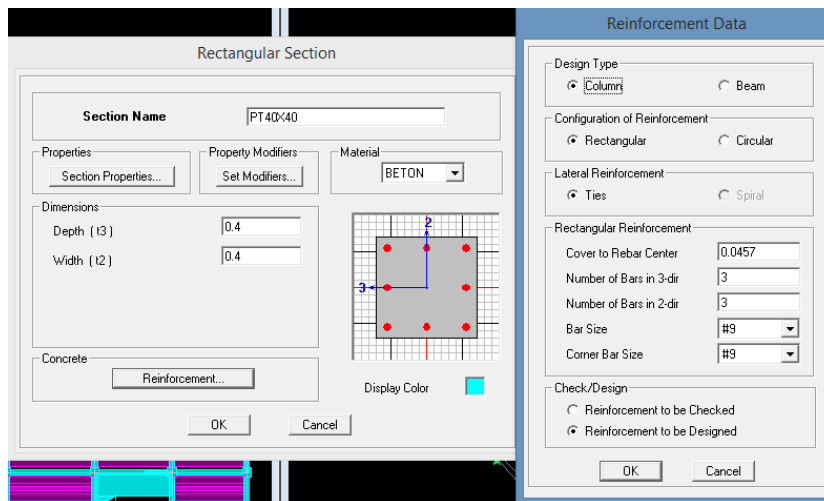 Rectangular Section
Section Name
PT40X40
Properties
Section Properties...
Property Modifiers
Set Modifiers...
Material
BETON
Dimensions
Depth ( t3 )
0.4
Width ( t2 )
0.4
2
3
Concrete
Reinforcement...
Display Color
OK
Cancel
Reinforcement Data
Design Type
Column
Beam
Configuration of Reinforcement
Rectangular
Circular
Lateral Reinforcement
Ties
Spiral
Rectangular Reinforcement
Cover to Rebar Center
0.0457
Number of Bars in 3-dir
3
Number of Bars in 2-dir
3
Bar Size
#9
Corner Bar Size
#9
Check/Design
Reinforcement to be Checked
Reinforcement to be Designed
OK
Cancel